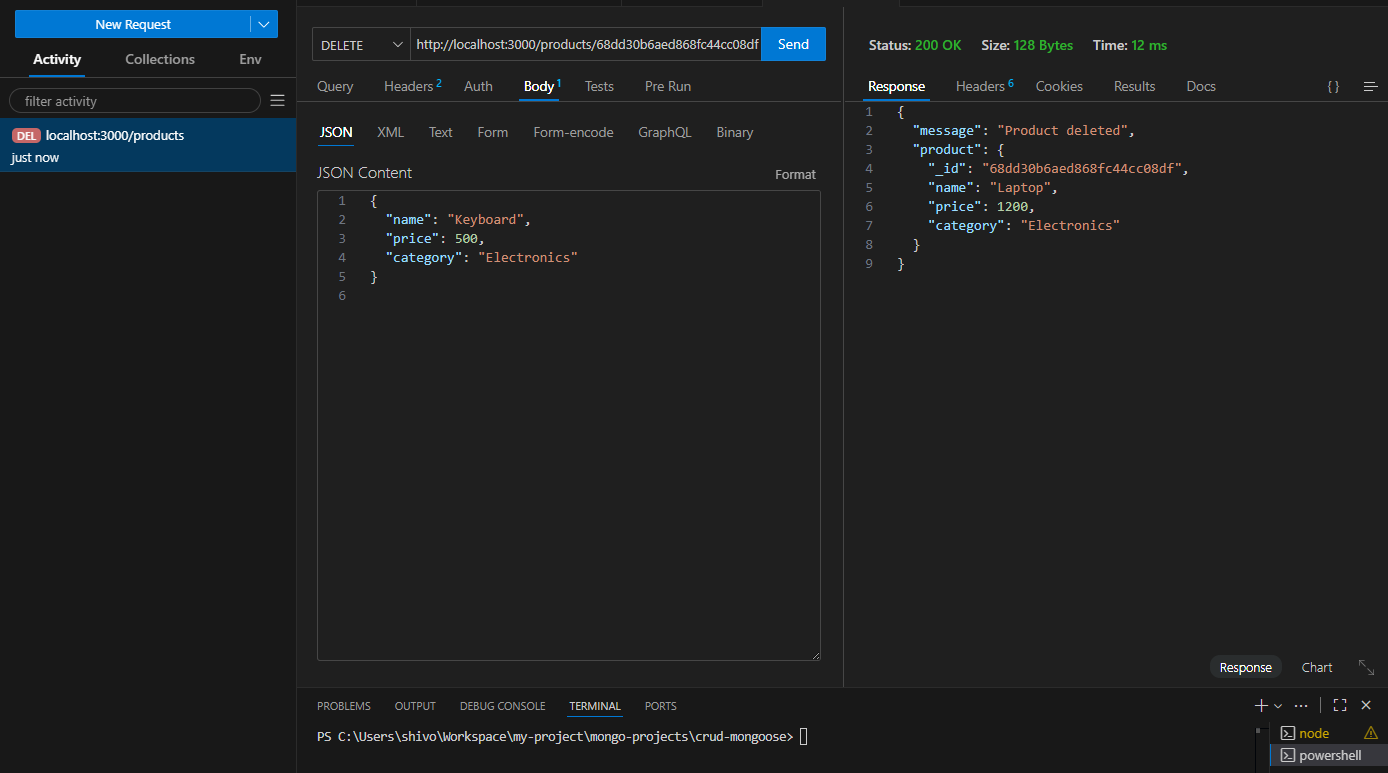 New Request
Activity Collections Env
filter activity
DEL localhost:3000/products
just now
DELETE http://localhost:3000/products/68dd30b6aed868fc44cc08df Send
Query Headers 2 Auth Body 1 Tests Pre Run
JSON XML Text Form Form-encode GraphQL Binary
JSON Content Format
1 {
2 "name": "Keyboard",
3 "price": 500,
4 "category": "Electronics"
5 }
6
Status: 200 OK Size: 128 Bytes Time: 12 ms
Response Headers 6 Cookies Results Docs { }
1 {
2 "message": "Product deleted",
3 "product": {
4 "_id": "68dd30b6aed868fc44cc08df",
5 "name": "Laptop",
6 "price": 1200,
7 "category": "Electronics"
8 }
9 }
Response Chart
PROBLEMS OUTPUT DEBUG CONSOLE TERMINAL PORTS
PS C:\Users\shivo\Workspace\my-project\mongo-projects\crud-mongoose>
node
powershell